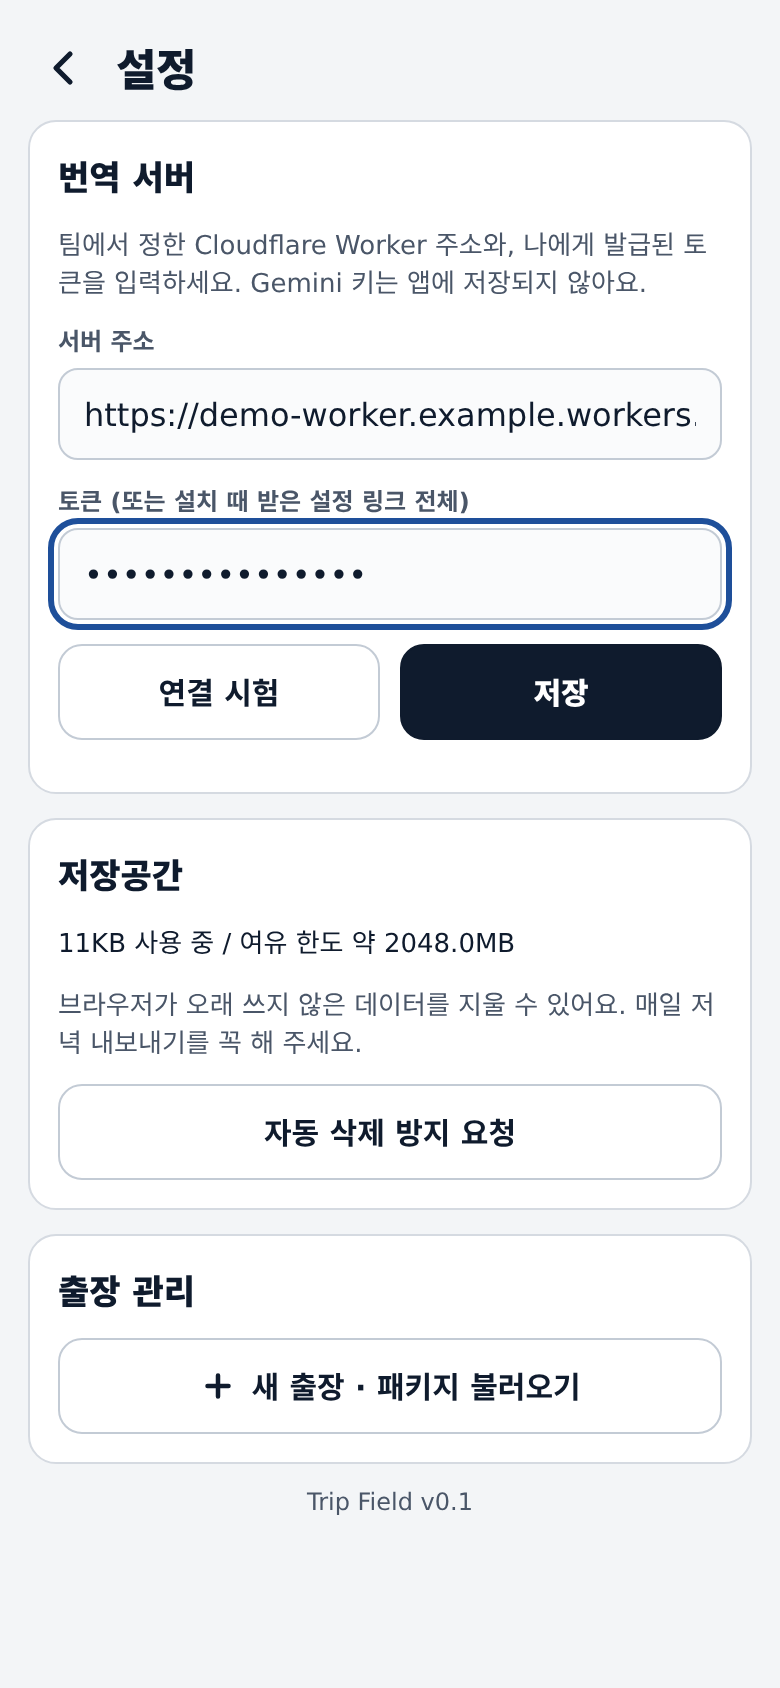 설정
번역 서버
팀에서 정한 Cloudflare Worker 주소와, 나에게 발급된 토
큰을 입력하세요. Gemini 키는 앱에 저장되지 않아요.
서버 주소
https://demo-worker.example.workers.
토큰 (또는 설치 때 받은 설정 링크 전체)
•••••••••••••••
연결 시험
저장
저장공간
11KB 사용 중 / 여유 한도 약 2048.0MB
브라우저가 오래 쓰지 않은 데이터를 지울 수 있어요. 매일 저
녁 내보내기를 꼭 해 주세요.
자동 삭제 방지 요청
출장 관리
+ 새 출장 · 패키지 불러오기
Trip Field v0.1